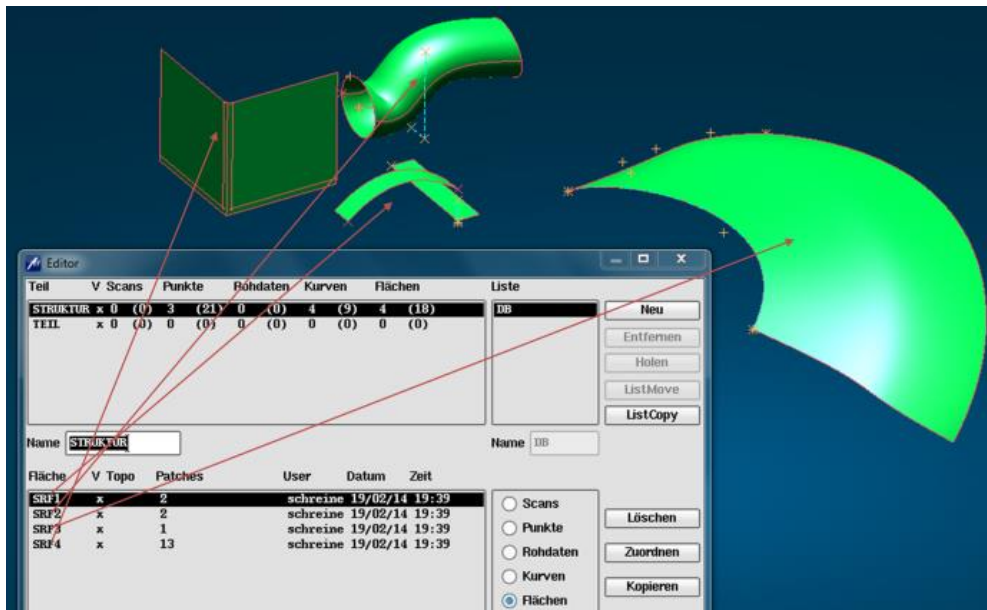 Editor
Teil V Scans Punkte Rohdaten Kurven Flächen Liste
STRUKTUR x 0 (0) 3 (21) 0 (0) 4 (9) 4 (18) DB Neu
TEIL x 0 (0) 0 (0) 0 (0) 0 (0) 0 (0)
Entfernen
Holen
ListMove
ListCopy
Name STRUKTUR Name DB
Fläche V Topo Patches User Datum Zeit
SRF1 x 2 schreine 19/02/14 19:39
SRF2 x 2 schreine 19/02/14 19:39
SRF3 x 1 schreine 19/02/14 19:39
SRF4 x 13 schreine 19/02/14 19:39
Scans
Punkte
Rohdaten
Kurven
Flächen
Löschen
Zuordnen
Kopieren